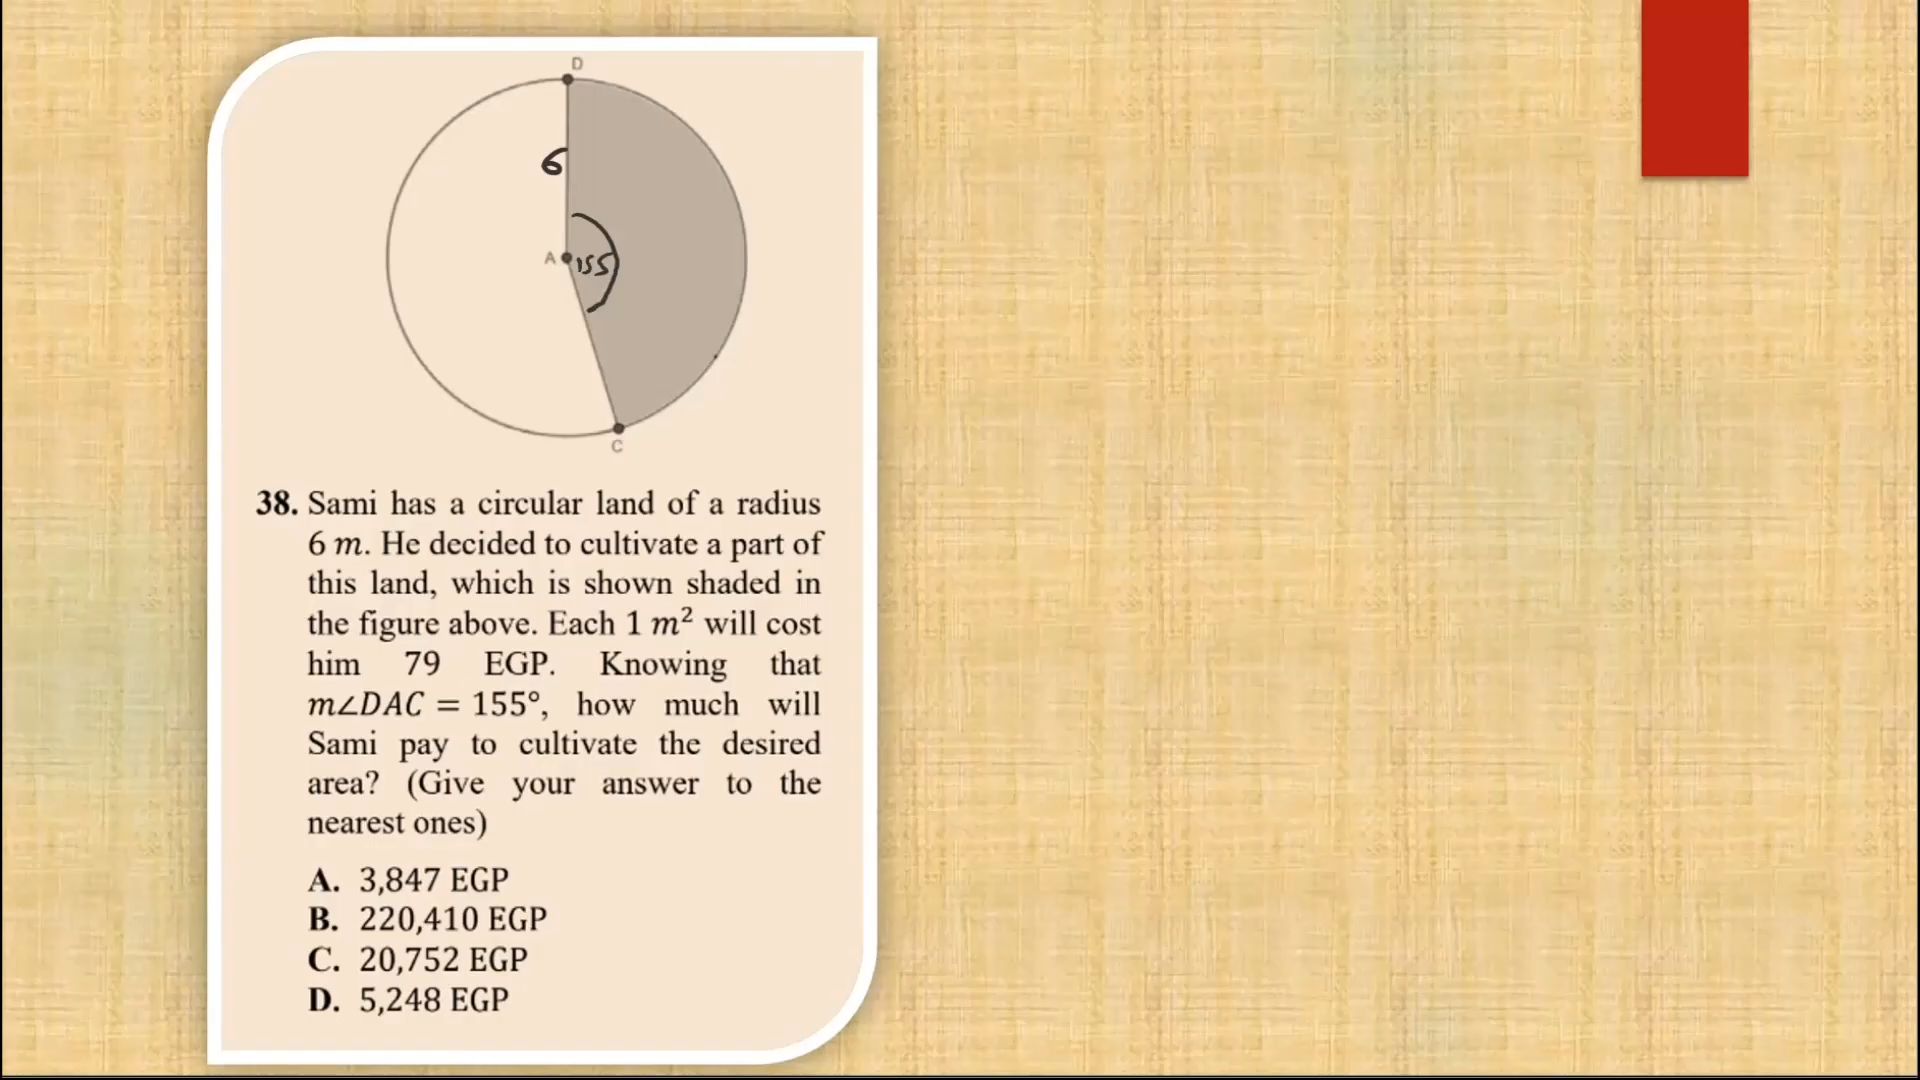 D
6
A
155
C
38. Sami has a circular land of a radius
6 m. He decided to cultivate a part of
this land, which is shown shaded in
the figure above. Each 1 m² will cost
him 79 EGP. Knowing that
m∠DAC = 155°, how much will
Sami pay to cultivate the desired
area? (Give your answer to the
nearest ones)
A. 3,847 EGP
B. 220,410 EGP
C. 20,752 EGP
D. 5,248 EGP